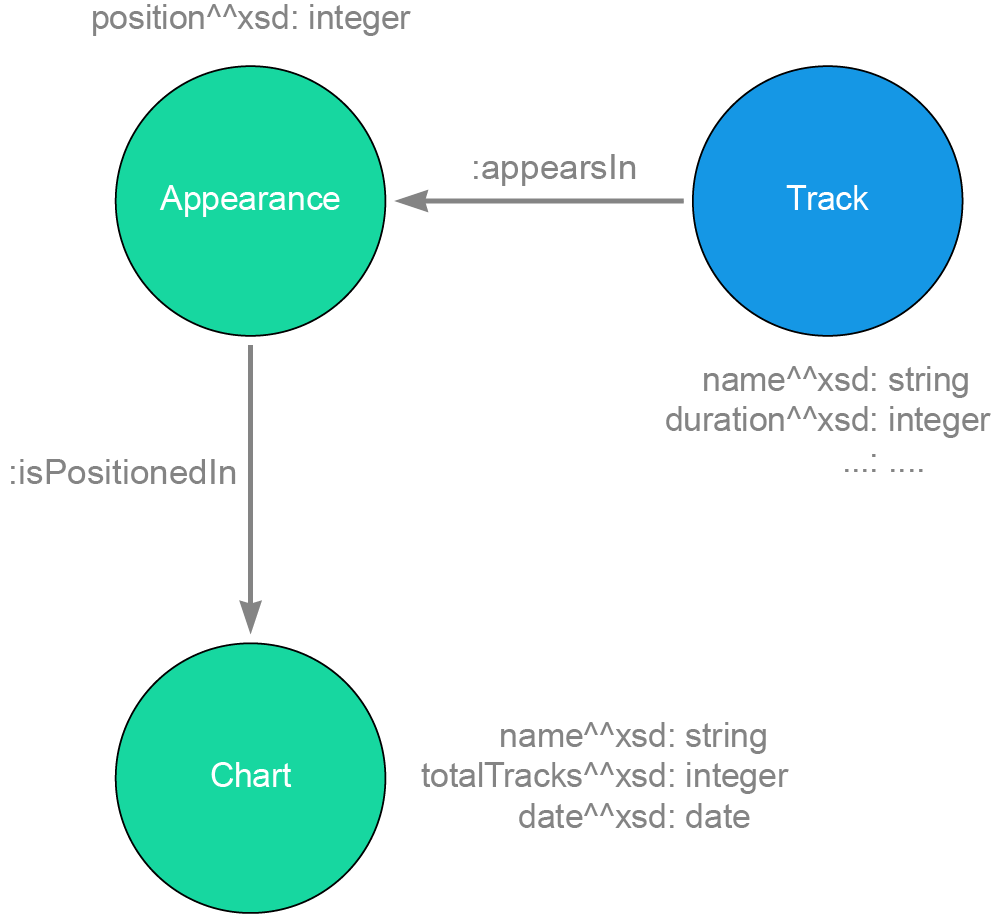 position^^xsd: integer
Appearance
:appearsIn
Track
name^^xsd: string
duration^^xsd: integer
...: ....
:isPositionedIn
Chart
name^^xsd: string
totalTracks^^xsd: integer
date^^xsd: date